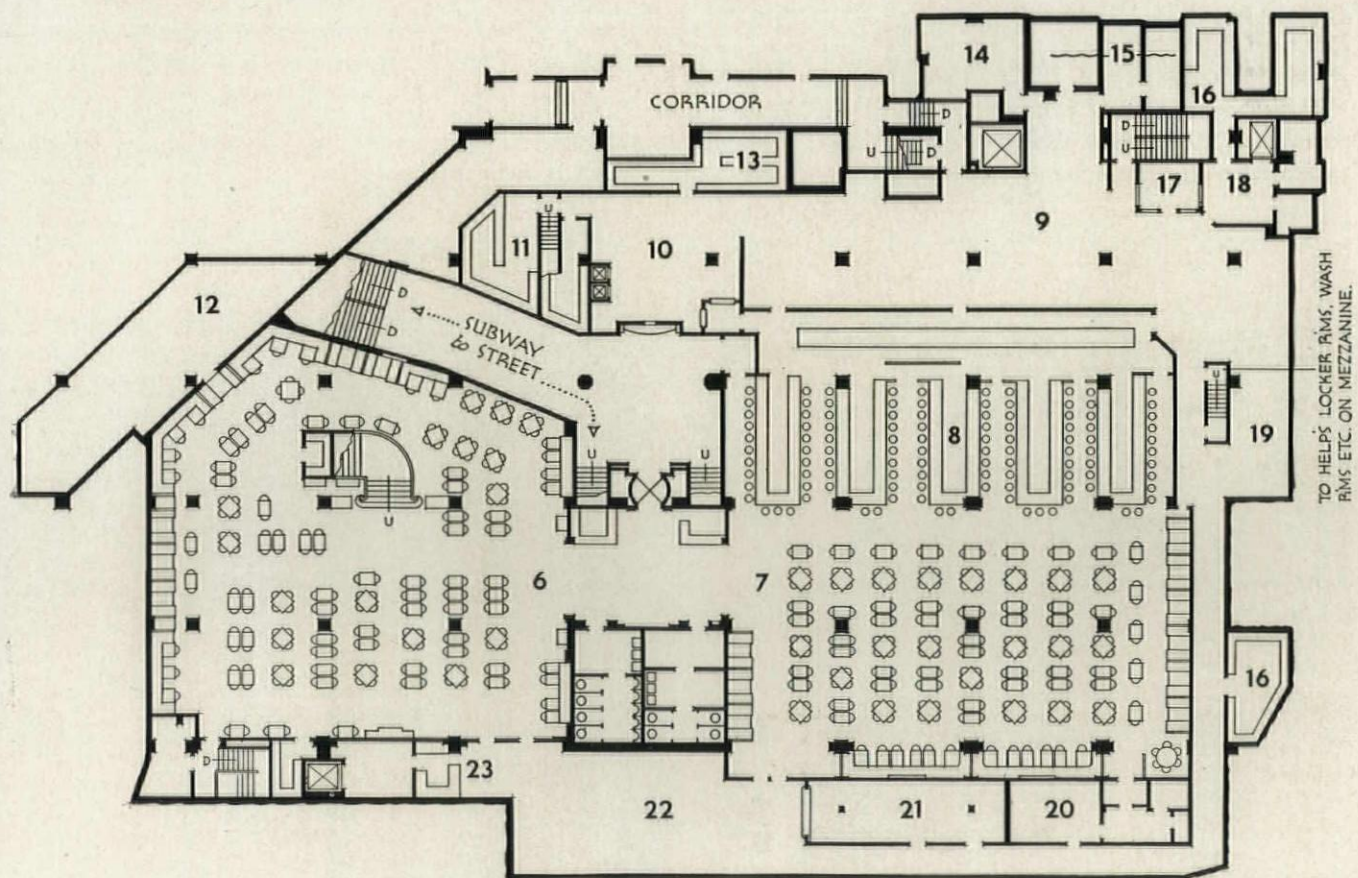 14
15
16
CORRIDOR
D
D
U
D
U
13
17
18
U
11
10
9
12
D
D
SUBWAY
to STREET
TO HELP'S LOCKER RMS, WASH
RMS ETC. ON MEZZANINE.
U
8
19
U
U
U
6
7
16
D
23
22
21
20